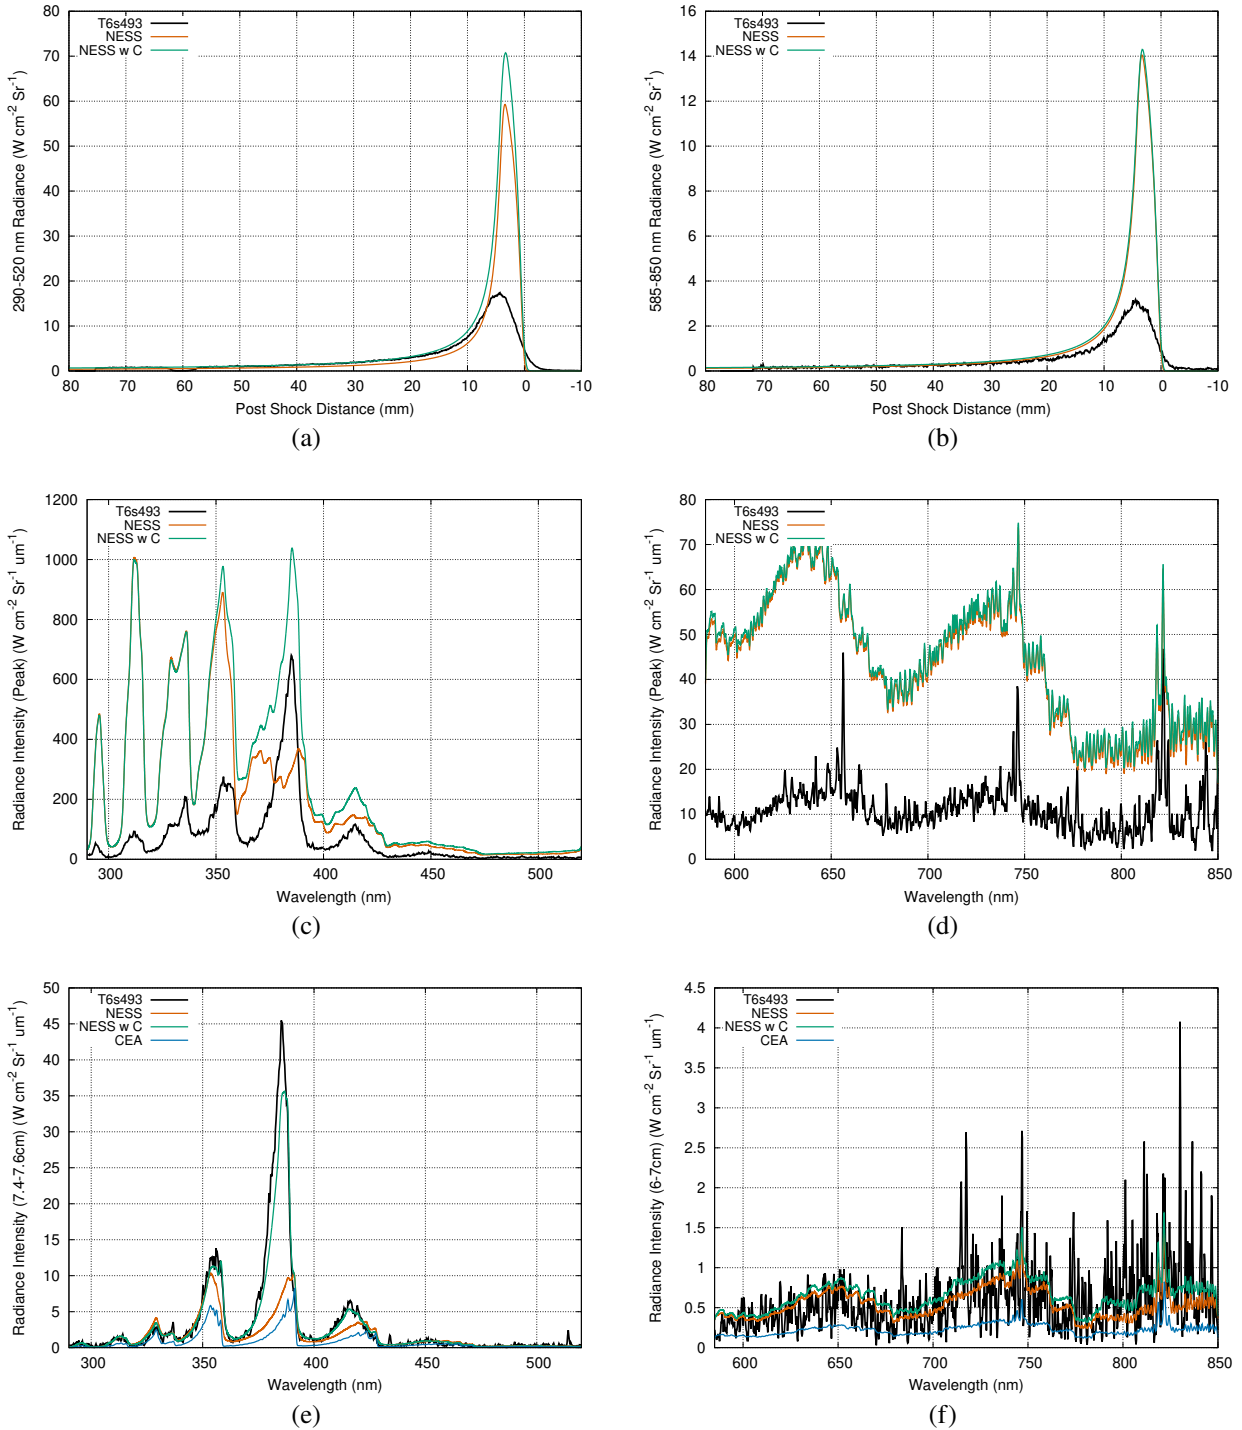 T6s493
NESS
NESS w C
290-520 nm Radiance (W cm-2 Sr-1)
80
70
60
50
40
30
20
10
0
80 70 60 50 40 30 20 10 0 -10
Post Shock Distance (mm)
(a)
T6s493
NESS
NESS w C
585-850 nm Radiance (W cm-2 Sr-1)
16
14
12
10
8
6
4
2
0
80 70 60 50 40 30 20 10 0 -10
Post Shock Distance (mm)
(b)
T6s493
NESS
NESS w C
Radiance Intensity (Peak) (W cm-2 Sr-1 um-1)
1200
1000
800
600
400
200
0
300 350 400 450 500
Wavelength (nm)
(c)
T6s493
NESS
NESS w C
Radiance Intensity (Peak) (W cm-2 Sr-1 um-1)
80
70
60
50
40
30
20
10
0
600 650 700 750 800 850
Wavelength (nm)
(d)
T6s493
NESS
NESS w C
CEA
Radiance Intensity (7.4-7.6cm) (W cm-2 Sr-1 um-1)
50
45
40
35
30
25
20
15
10
5
0
300 350 400 450 500
Wavelength (nm)
(e)
T6s493
NESS
NESS w C
CEA
Radiance Intensity (6-7cm) (W cm-2 Sr-1 um-1)
4.5
4
3.5
3
2.5
2
1.5
1
0.5
0
600 650 700 750 800 850
Wavelength (nm)
(f)